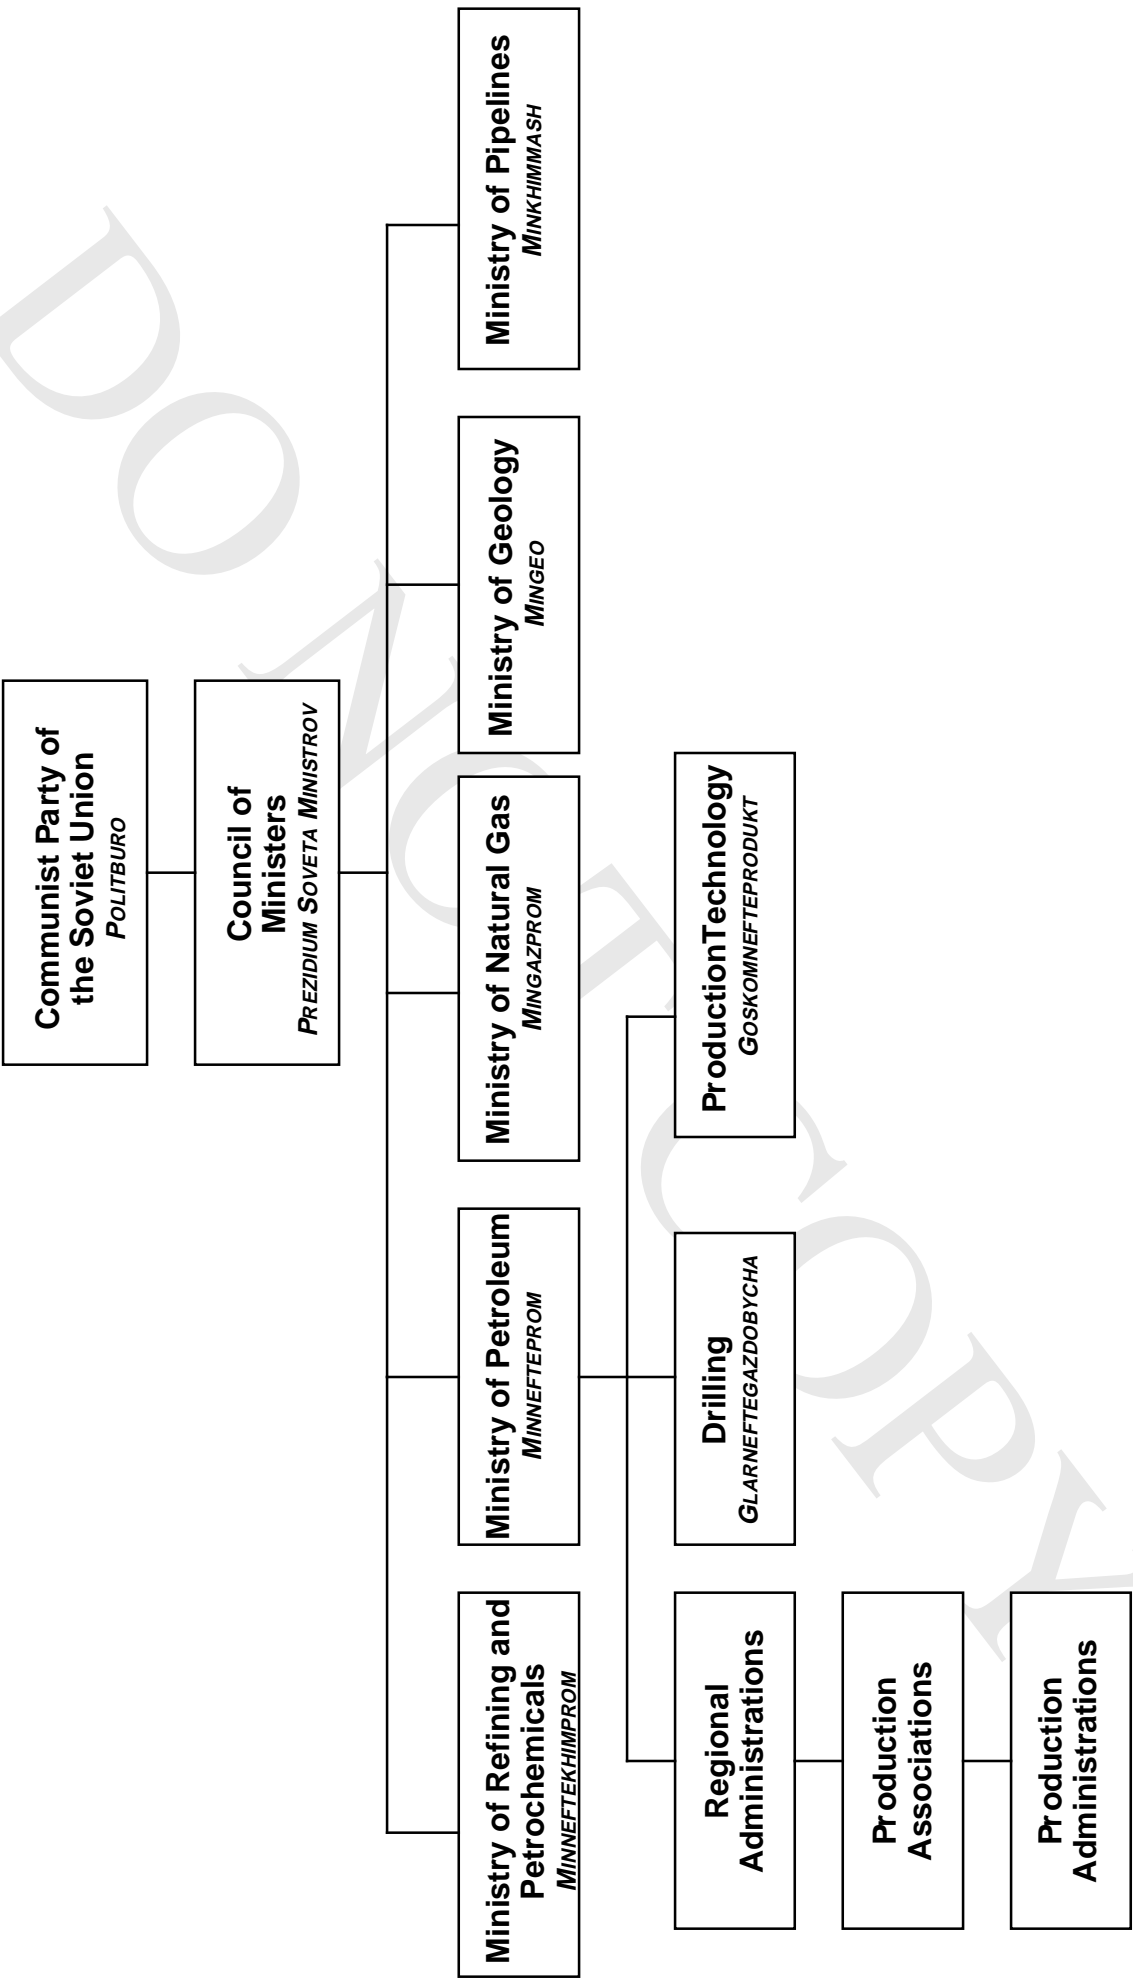 Communist Party of
the Soviet Union
POLITBURO
Council of
Ministers
PREZIDIUM SOVETA MINISTROV
Ministry of Refining and
Petrochemicals
MINNEFTEKHIMPROM
Ministry of Petroleum
MINNEFTEPROM
Ministry of Natural Gas
MINGAZPROM
Ministry of Geology
MINGEO
Ministry of Pipelines
MINKHIMMASH
Regional
Administrations
Drilling
GLARNEFTEGAZDOBYCHA
ProductionTechnology
GOSKOMNEFTEPRODUKT
Production
Associations
Production
Administrations
DO NOT COPY